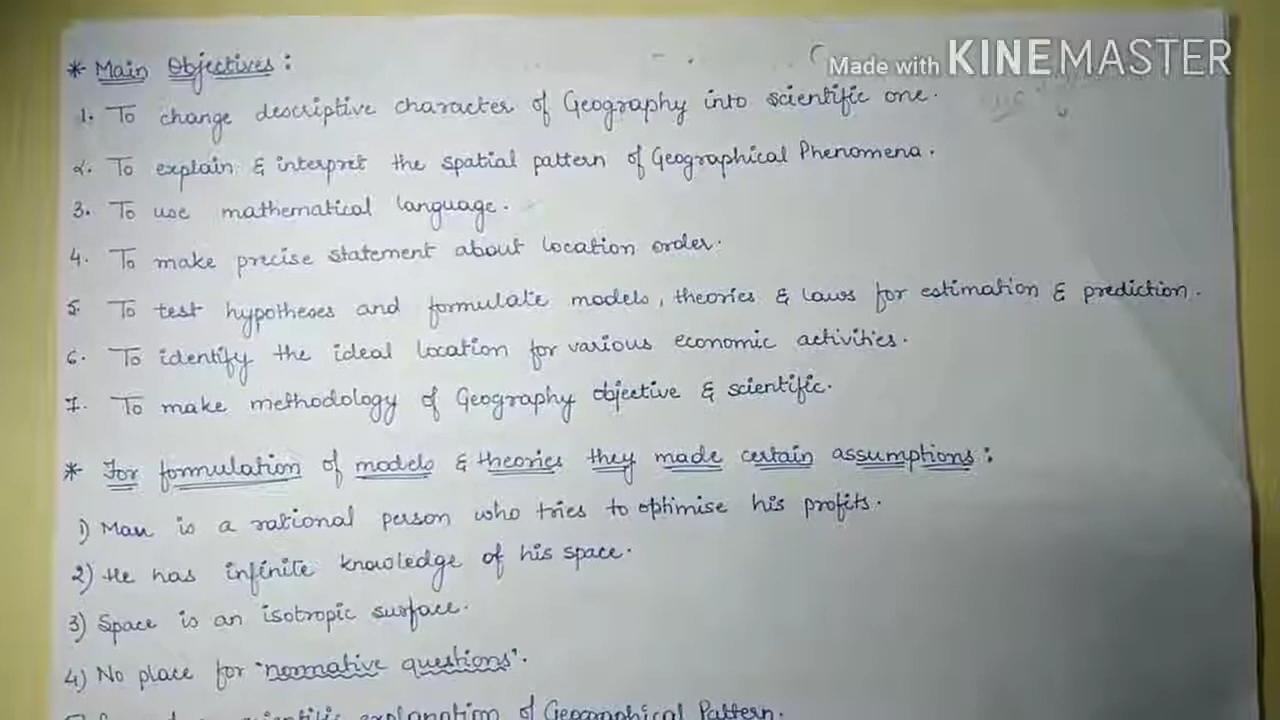 Made with KINEMASTER
* Main Objectives :
1. To change descriptive character of Geography into scientific one.
2. To explain & interpret the spatial pattern of Geographical Phenomena.
3. To use mathematical language.
4. To make precise statement about location order.
5. To test hypotheses and formulate models, theories & laws for estimation & prediction.
6. To identify the ideal location for various economic activities.
7. To make methodology of Geography objective & scientific.
* For formulation of models & theories they made certain assumptions :
1) Man is a rational person who tries to optimise his profits.
2) He has infinite knowledge of his space.
3) Space is an isotropic surface.
4) No place for "normative questions".
scientific explanation of Geographical Pattern.